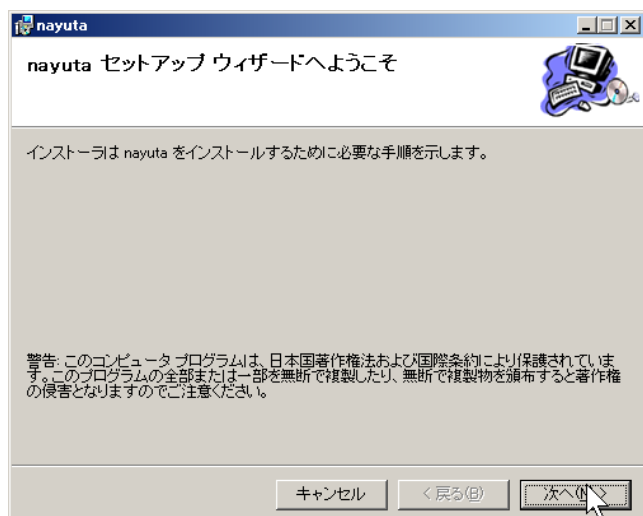 nayuta
nayuta セットアップ ウィザードへようこそ
インストーラは nayuta をインストールするために必要な手順を示します。
警告: このコンピュータ プログラムは、日本国著作権法および国際条約により保護されていま
す。このプログラムの全部または一部を無断で複製したり、無断で複製物を頒布すると著作権
の侵害となりますのでご注意ください。
キャンセル
< 戻る(B)
次へ(N) >